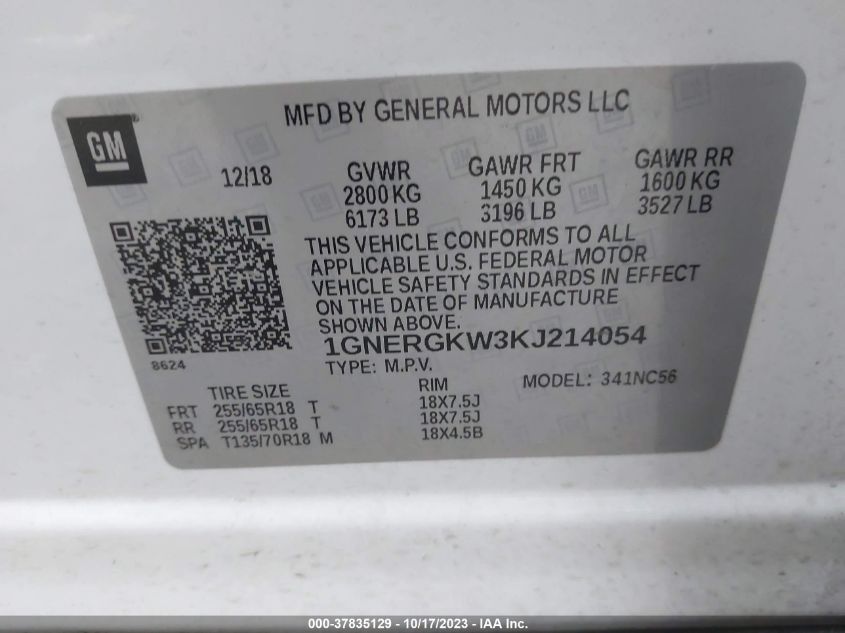 MFD BY GENERAL MOTORS LLC
GM
12/18
GVWR
2800 KG
6173 LB
GAWR FRT
1450 KG
3196 LB
GAWR RR
1600 KG
3527 LB
THIS VEHICLE CONFORMS TO ALL
APPLICABLE U.S. FEDERAL MOTOR
VEHICLE SAFETY STANDARDS IN EFFECT
ON THE DATE OF MANUFACTURE
SHOWN ABOVE.
1GNERGKW3KJ214054
8624
TYPE: M.P.V.
MODEL: 341NC56
TIRE SIZE RIM
FRT 255/65R18 T 18X7.5J
RR 255/65R18 T 18X7.5J
SPA T135/70R18 M 18X4.5B
000-37835129 - 10/17/2023 - IAA Inc.